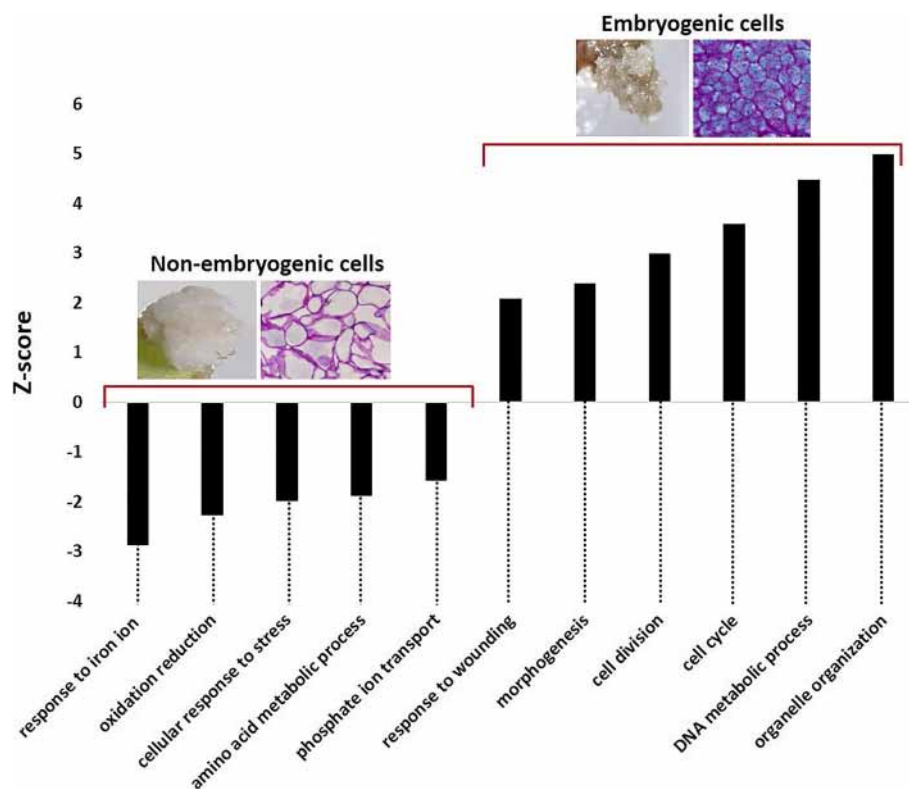 Embryogenic cells
6
5
4
3
2
1
0
-1
-2
-3
-4
Z-score
Non-embryogenic cells
response to iron ion
oxidation reduction
cellular response to stress
amino acid metabolic process
phosphate ion transport
response to wounding
morphogenesis
cell division
cell cycle
DNA metabolic process
organelle organization